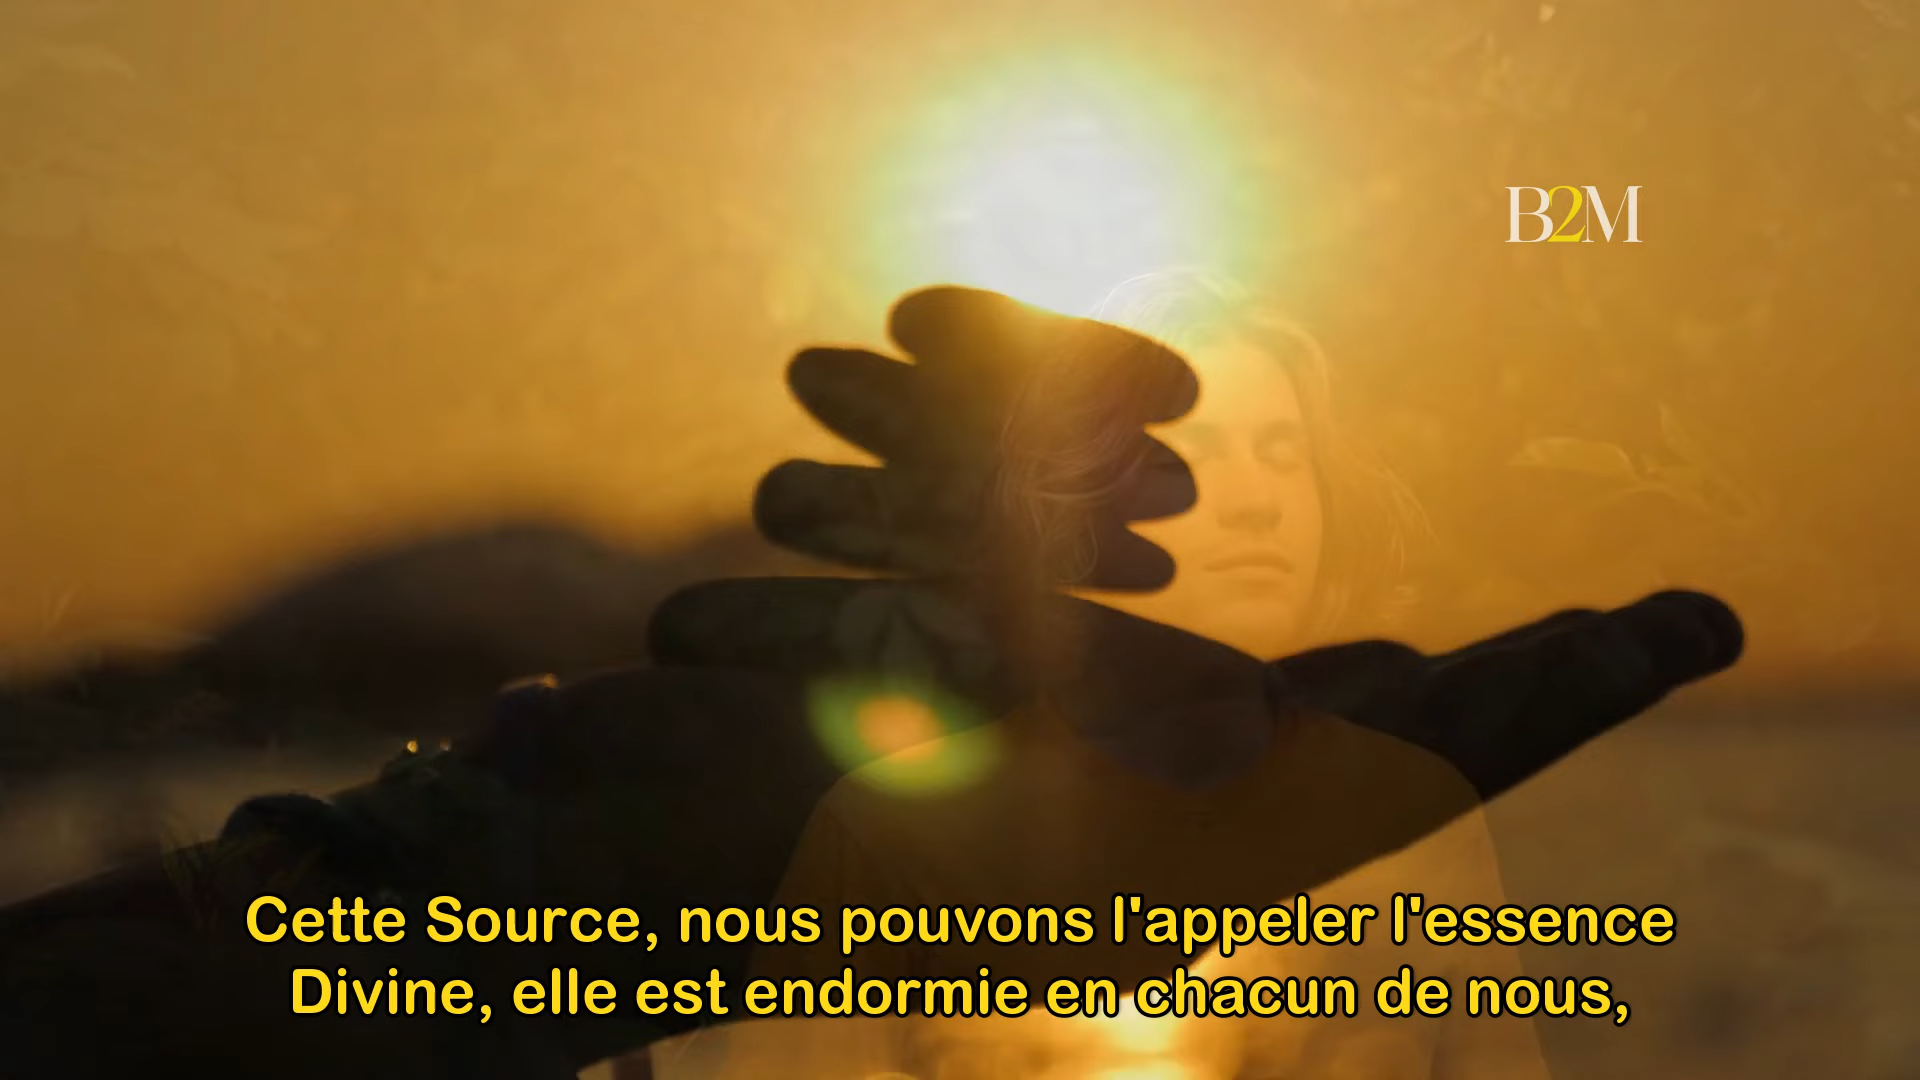 B2M
Cette Source, nous pouvons l'appeler l'essence
Divine, elle est endormie en chacun de nous,